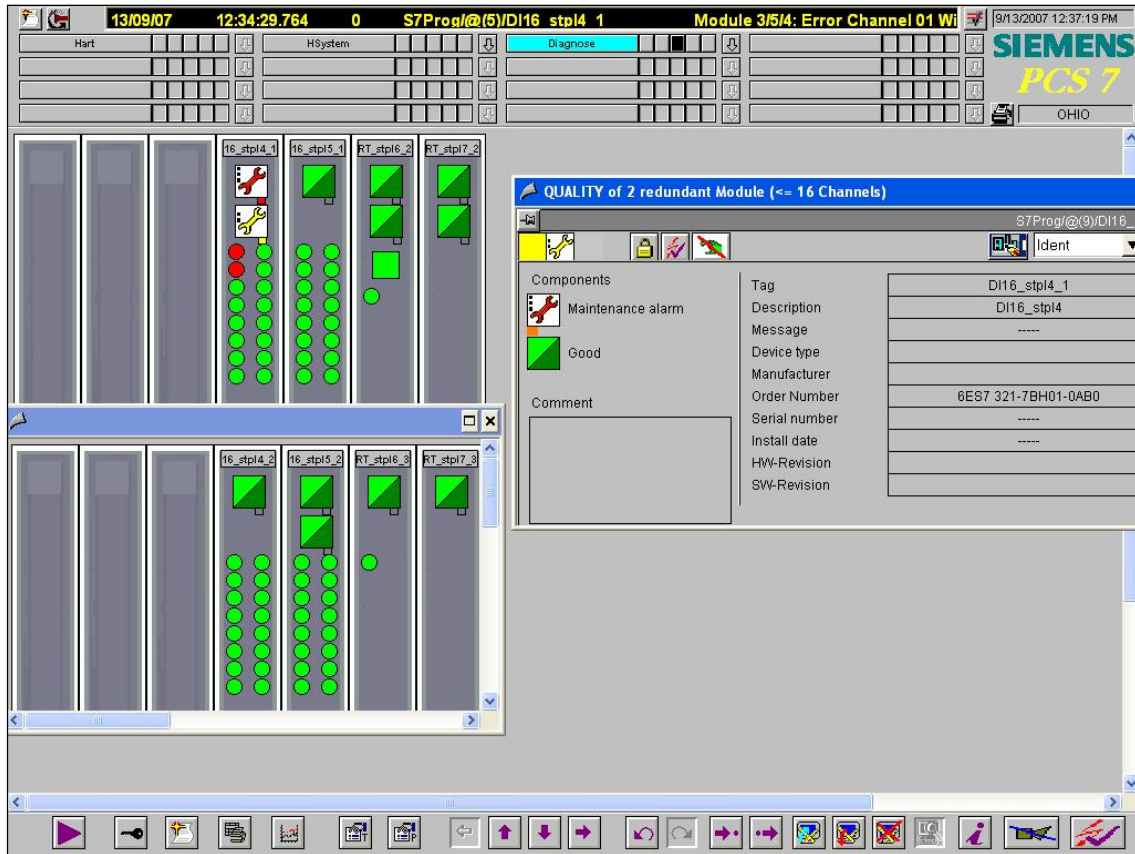 13/09/07 12:34:29.764 0 S7Prog/@(5)/DI16_stpl4_1 Module 3/5/4: Error Channel 01 Wi
9/13/2007 12:37:19 PM
Hart HSystem Diagnose
SIEMENS
PCS 7
OHIO
16_stpl4_1 16_stpl5_1 RT_stpl6_2 RT_stpl7_2
QUALITY of 2 redundant Module (<= 16 Channels)
S7Prog/@(9)/DI16_
Ident
Components
Maintenance alarm
Good
Comment
Tag DI16_stpl4_1
Description DI16_stpl4
Message -----
Device type
Manufacturer
Order Number 6ES7 321-7BH01-0AB0
Serial number -----
Install date -----
HW-Revision
SW-Revision
16_stpl4_2 16_stpl5_2 RT_stpl6_3 RT_stpl7_3